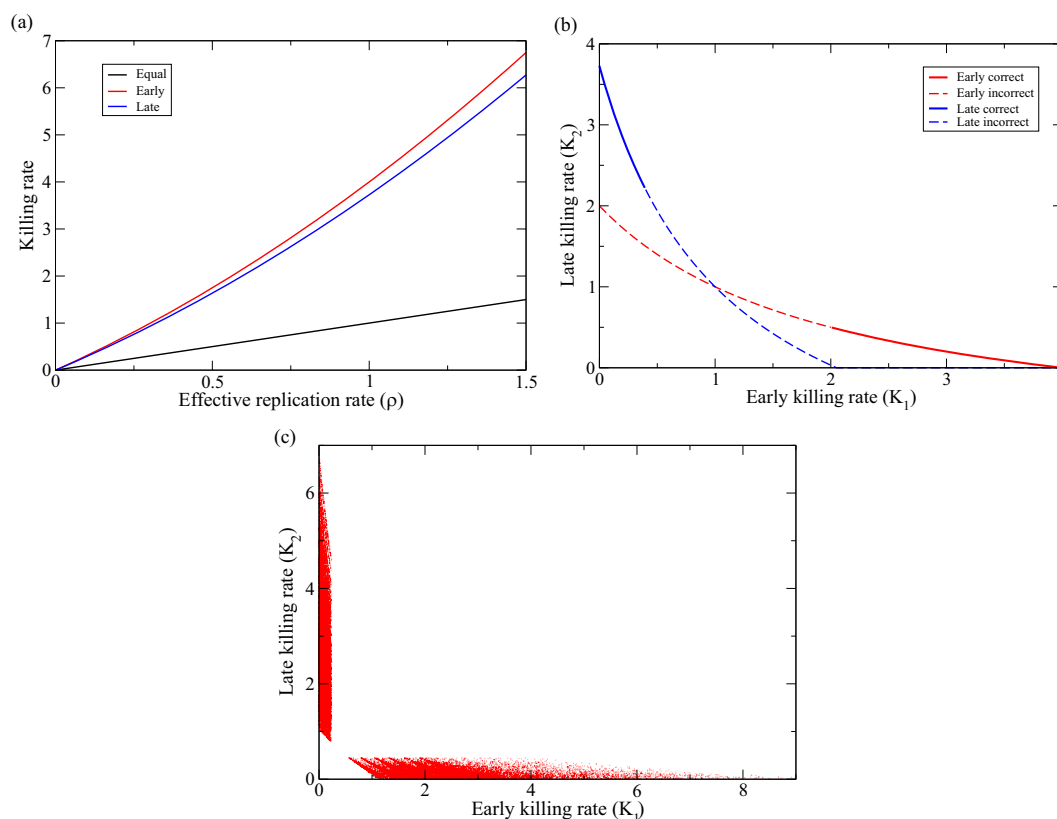 (a)
7
6
5
4
3
2
1
0
Killing rate
Equal
Early
Late
0
0.5
1
1.5
Effective replication rate (ρ)
(b)
4
3
2
1
0
Late killing rate (K₂)
Early correct
Early incorrect
Late correct
Late incorrect
0
1
2
3
Early killing rate (K₁)
(c)
6
4
2
0
Late killing rate (K₂)
0
2
4
6
8
Early killing rate (K₁)